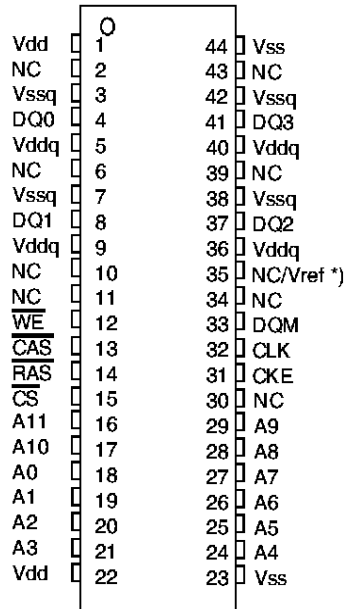 Vdd 1 44 Vss
NC 2 43 NC
Vssq 3 42 Vssq
DQ0 4 41 DQ3
Vddq 5 40 Vddq
NC 6 39 NC
Vssq 7 38 Vssq
DQ1 8 37 DQ2
Vddq 9 36 Vddq
NC 10 35 NC/Vref *)
NC 11 34 NC
W̅E̅ 12 33 DQM
C̅A̅S̅ 13 32 CLK
R̅A̅S̅ 14 31 CKE
C̅S̅ 15 30 NC
A11 16 29 A9
A10 17 28 A8
A0 18 27 A7
A1 19 26 A6
A2 20 25 A5
A3 21 24 A4
Vdd 22 23 Vss